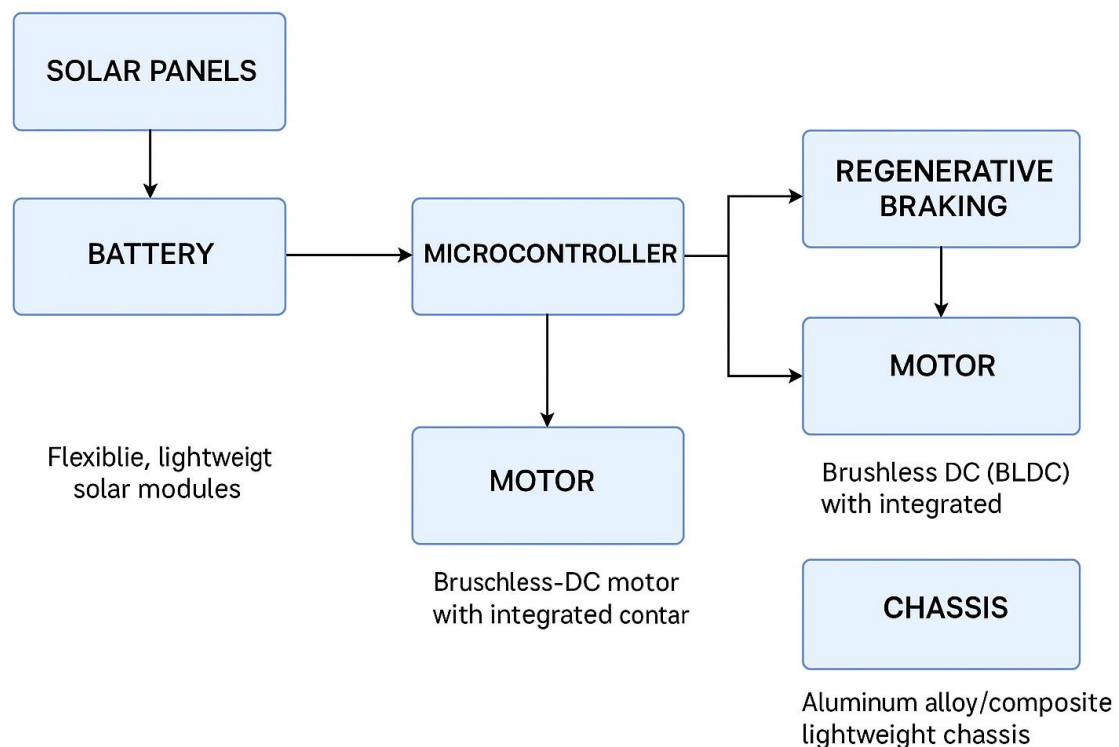 SOLAR PANELS
BATTERY
MICROCONTROLLER
REGENERATIVE
BRAKING
MOTOR
Brushless DC (BLDC)
with integrated
Flexiblie, lightweigt
solar modules
MOTOR
Bruschless-DC motor
with integrated contar
CHASSIS
Aluminum alloy/composite
lightweight chassis